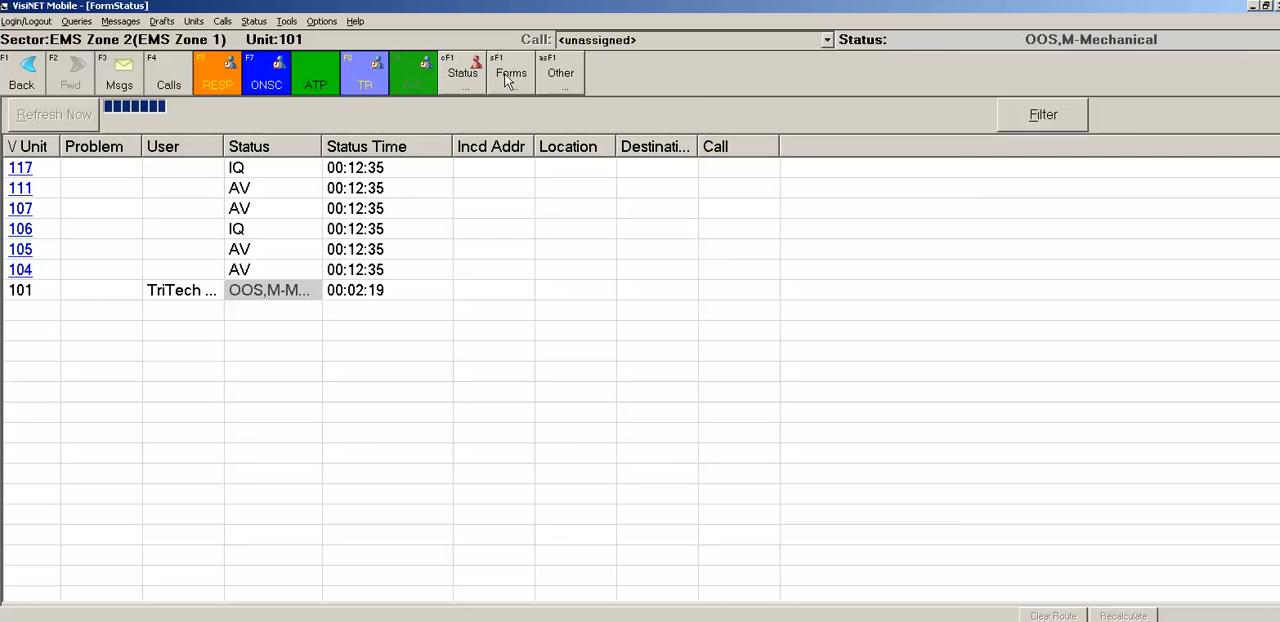 VisiNET Mobile - [FormStatus]
Login/Logout Queries Messages Drafts Units Calls Status Tools Options Help
Sector:EMS Zone 2(EMS Zone 1) Unit:101 Call: <unassigned> Status: OOS,M-Mechanical
F1 F2 F3 F4 F5 F7 F8 cF1 sF1 asF1
Back Fwd Msgs Calls RESP ONSC ATP TR Status ... Forms ... Other ...
Refresh Now Filter
V Unit Problem User Status Status Time Incd Addr Location Destinati... Call
117 IQ 00:12:35
111 AV 00:12:35
107 AV 00:12:35
106 IQ 00:12:35
105 AV 00:12:35
104 AV 00:12:35
101 TriTech ... OOS,M-M... 00:02:19
Clear Route Recalculate